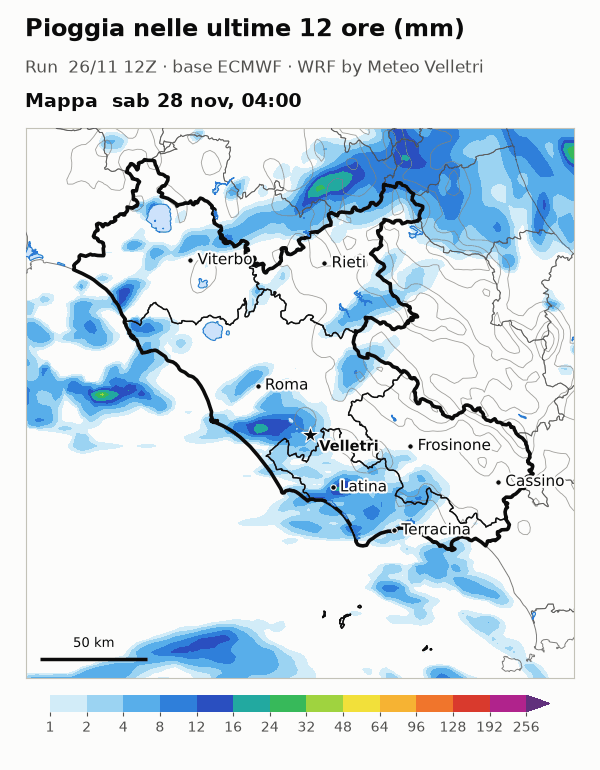 Pioggia nelle ultime 12 ore (mm)
Run  26/11 12Z · base ECMWF · WRF by Meteo Velletri
Mappa  sab 28 nov, 04:00
Viterbo
Rieti
Roma
Velletri
Frosinone
Cassino
Latina
Terracina
50 km
1 2 4 8 12 16 24 32 48 64 96 128 192 256